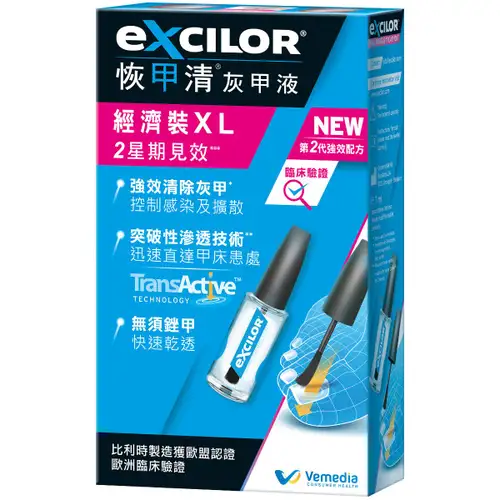 eXCILOR®
恢甲清®灰甲液
經濟裝XL
2星期見效***
NEW
第2代強效配方
臨床驗證
強效清除灰甲*
控制感染及擴散
突破性滲透技術**
迅速直達甲床患處
TransActive™
TECHNOLOGY
無須銼甲
快速乾透
eXCILOR
比利時製造獲歐盟認證
歐洲臨床驗證
Vemedia
CONSUMER HEALTH